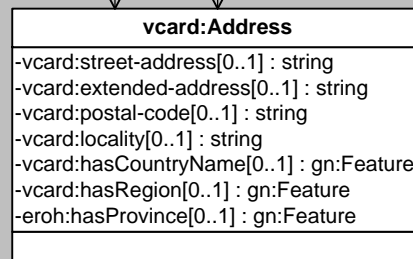 vcard:Address
-vcard:street-address[0..1] : string
-vcard:extended-address[0..1] : string
-vcard:postal-code[0..1] : string
-vcard:locality[0..1] : string
-vcard:hasCountryName[0..1] : gn:Feature
-vcard:hasRegion[0..1] : gn:Feature
-eroh:hasProvince[0..1] : gn:Feature